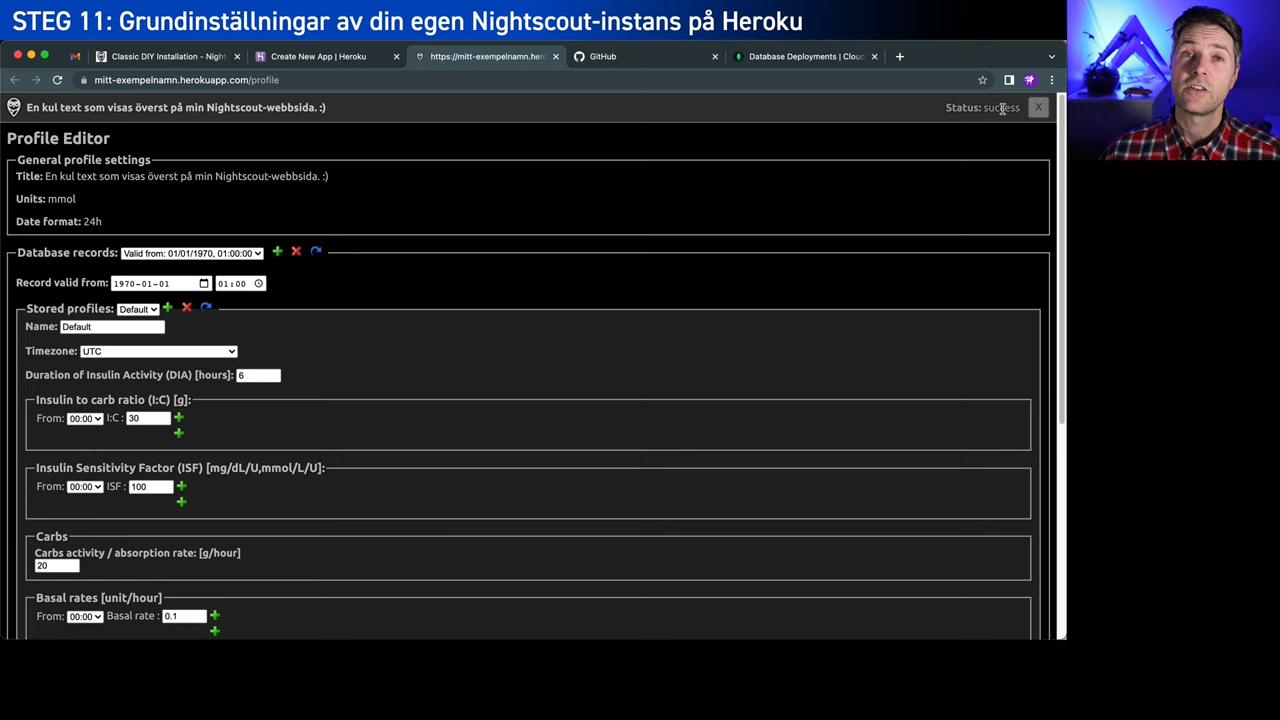 STEG 11: Grundinställningar av din egen Nightscout-instans på Heroku
Classic DIY Installation - Nigh
Create New App | Heroku
https://mitt-exempelnamn.hero
GitHub
Database Deployments | Cloud
mitt-exempelnamn.herokuapp.com/profile
En kul text som visas överst på min Nightscout-webbsida. :)
Status: success
X
Profile Editor
General profile settings
Title: En kul text som visas överst på min Nightscout-webbsida. :)
Units: mmol
Date format: 24h
Database records: Valid from: 01/01/1970, 01:00:00
Record valid from: 1970-01-01 01:00
Stored profiles: Default
Name: Default
Timezone: UTC
Duration of Insulin Activity (DIA) [hours]: 6
Insulin to carb ratio (I:C) [g]:
From: 00:00 I:C : 30
Insulin Sensitivity Factor (ISF) [mg/dL/U,mmol/L/U]:
From: 00:00 ISF : 100
Carbs
Carbs activity / absorption rate: [g/hour]
20
Basal rates [unit/hour]
From: 00:00 Basal rate : 0.1